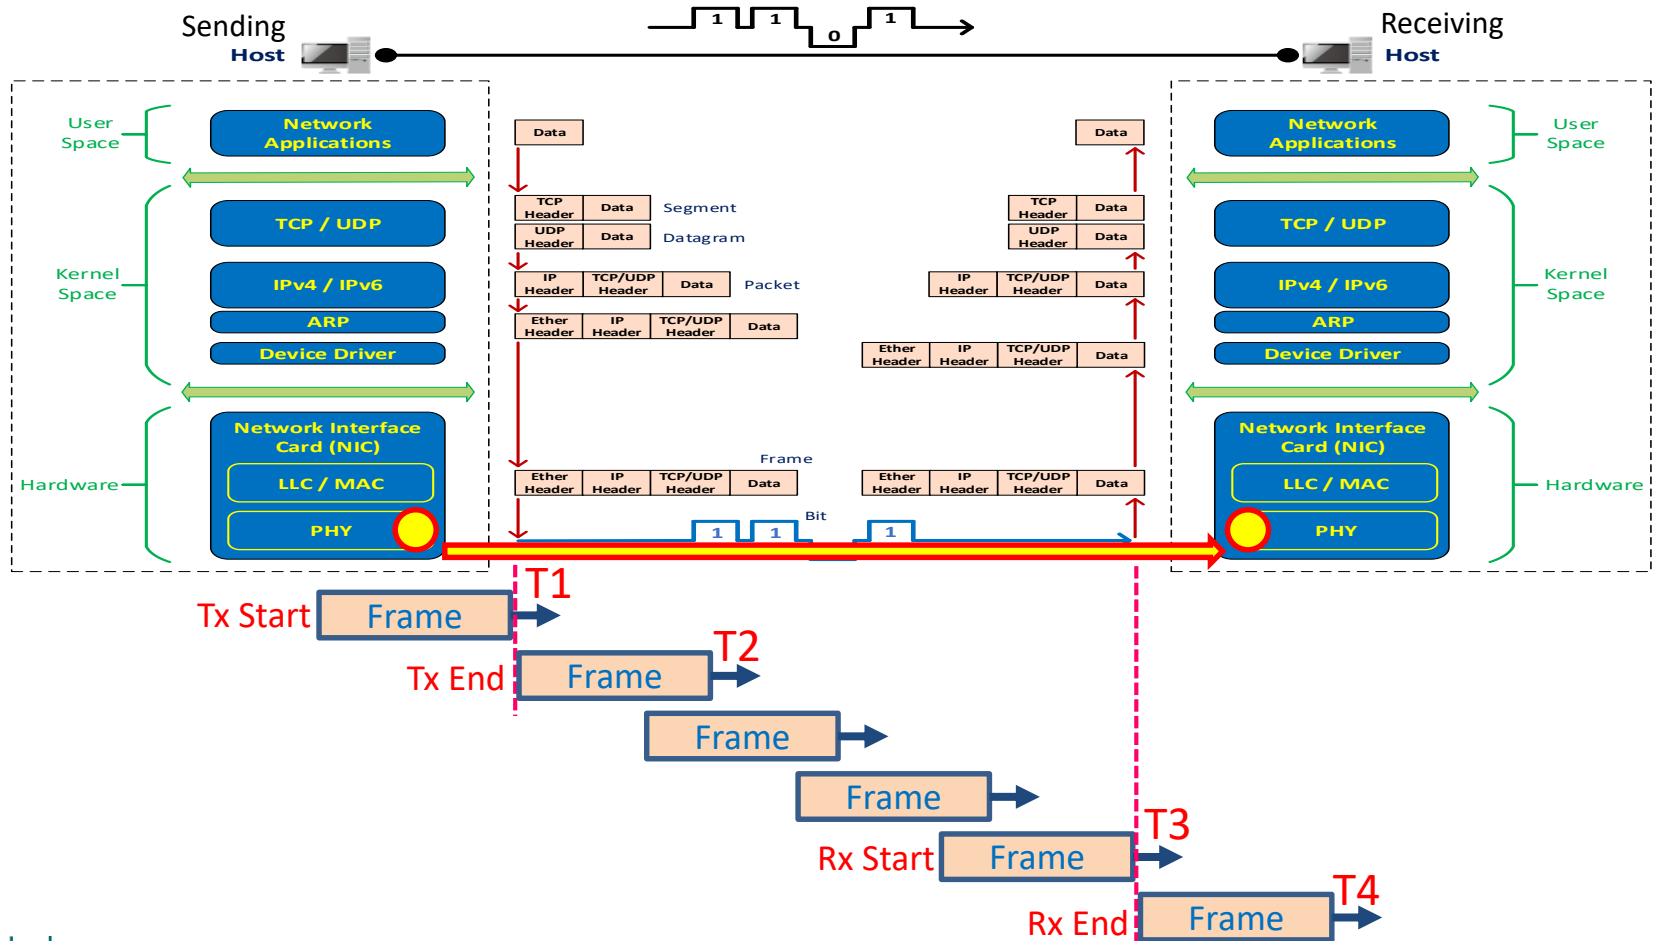 Sending
Host
1 1 0 1
Receiving
Host
User
Space
Network
Applications
Data
Data
Network
Applications
User
Space
Kernel
Space
TCP / UDP
TCP
Header
Data
Segment
UDP
Header
Data
Datagram
TCP
Header
Data
UDP
Header
Data
TCP / UDP
Kernel
Space
IPv4 / IPv6
IP
Header
TCP/UDP
Header
Data
Packet
IP
Header
TCP/UDP
Header
Data
IPv4 / IPv6
ARP
Ether
Header
IP
Header
TCP/UDP
Header
Data
ARP
Device Driver
Ether
Header
IP
Header
TCP/UDP
Header
Data
Device Driver
Hardware
Network Interface
Card (NIC)
LLC / MAC
PHY
Frame
Ether
Header
IP
Header
TCP/UDP
Header
Data
Ether
Header
IP
Header
TCP/UDP
Header
Data
Bit
1 1 1
Network Interface
Card (NIC)
LLC / MAC
PHY
Hardware
Tx Start
Frame
T1
Tx End
Frame
T2
Frame
Frame
Rx Start
Frame
T3
Rx End
Frame
T4